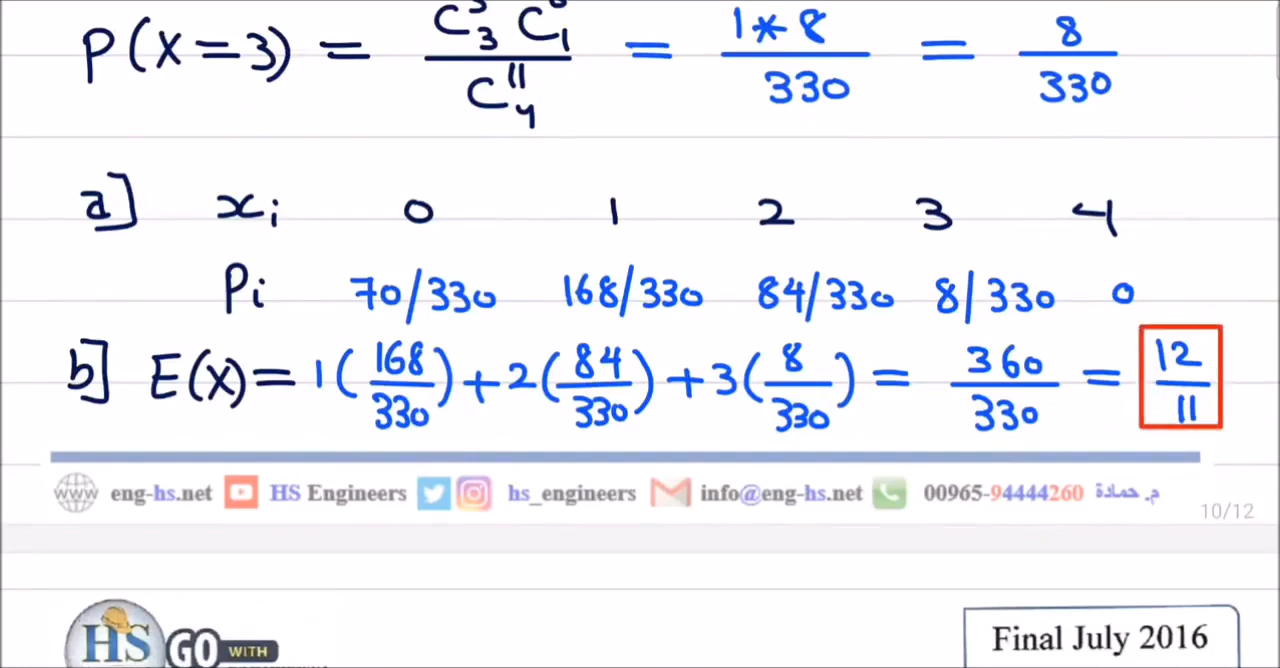 P(X=3) = C³₃ C₁ / C¹¹₄ = 1*8 / 330 = 8 / 330
a] xᵢ 0 1 2 3 4
Pᵢ 70/330 168/330 84/330 8/330 0
b] E(X) = 1(168/330) + 2(84/330) + 3(8/330) = 360/330 = 12/11
www eng-hs.net HS Engineers hs_engineers info@eng-hs.net 00965-94444260 م. حمادة
10/12
HS GO WITH
Final July 2016